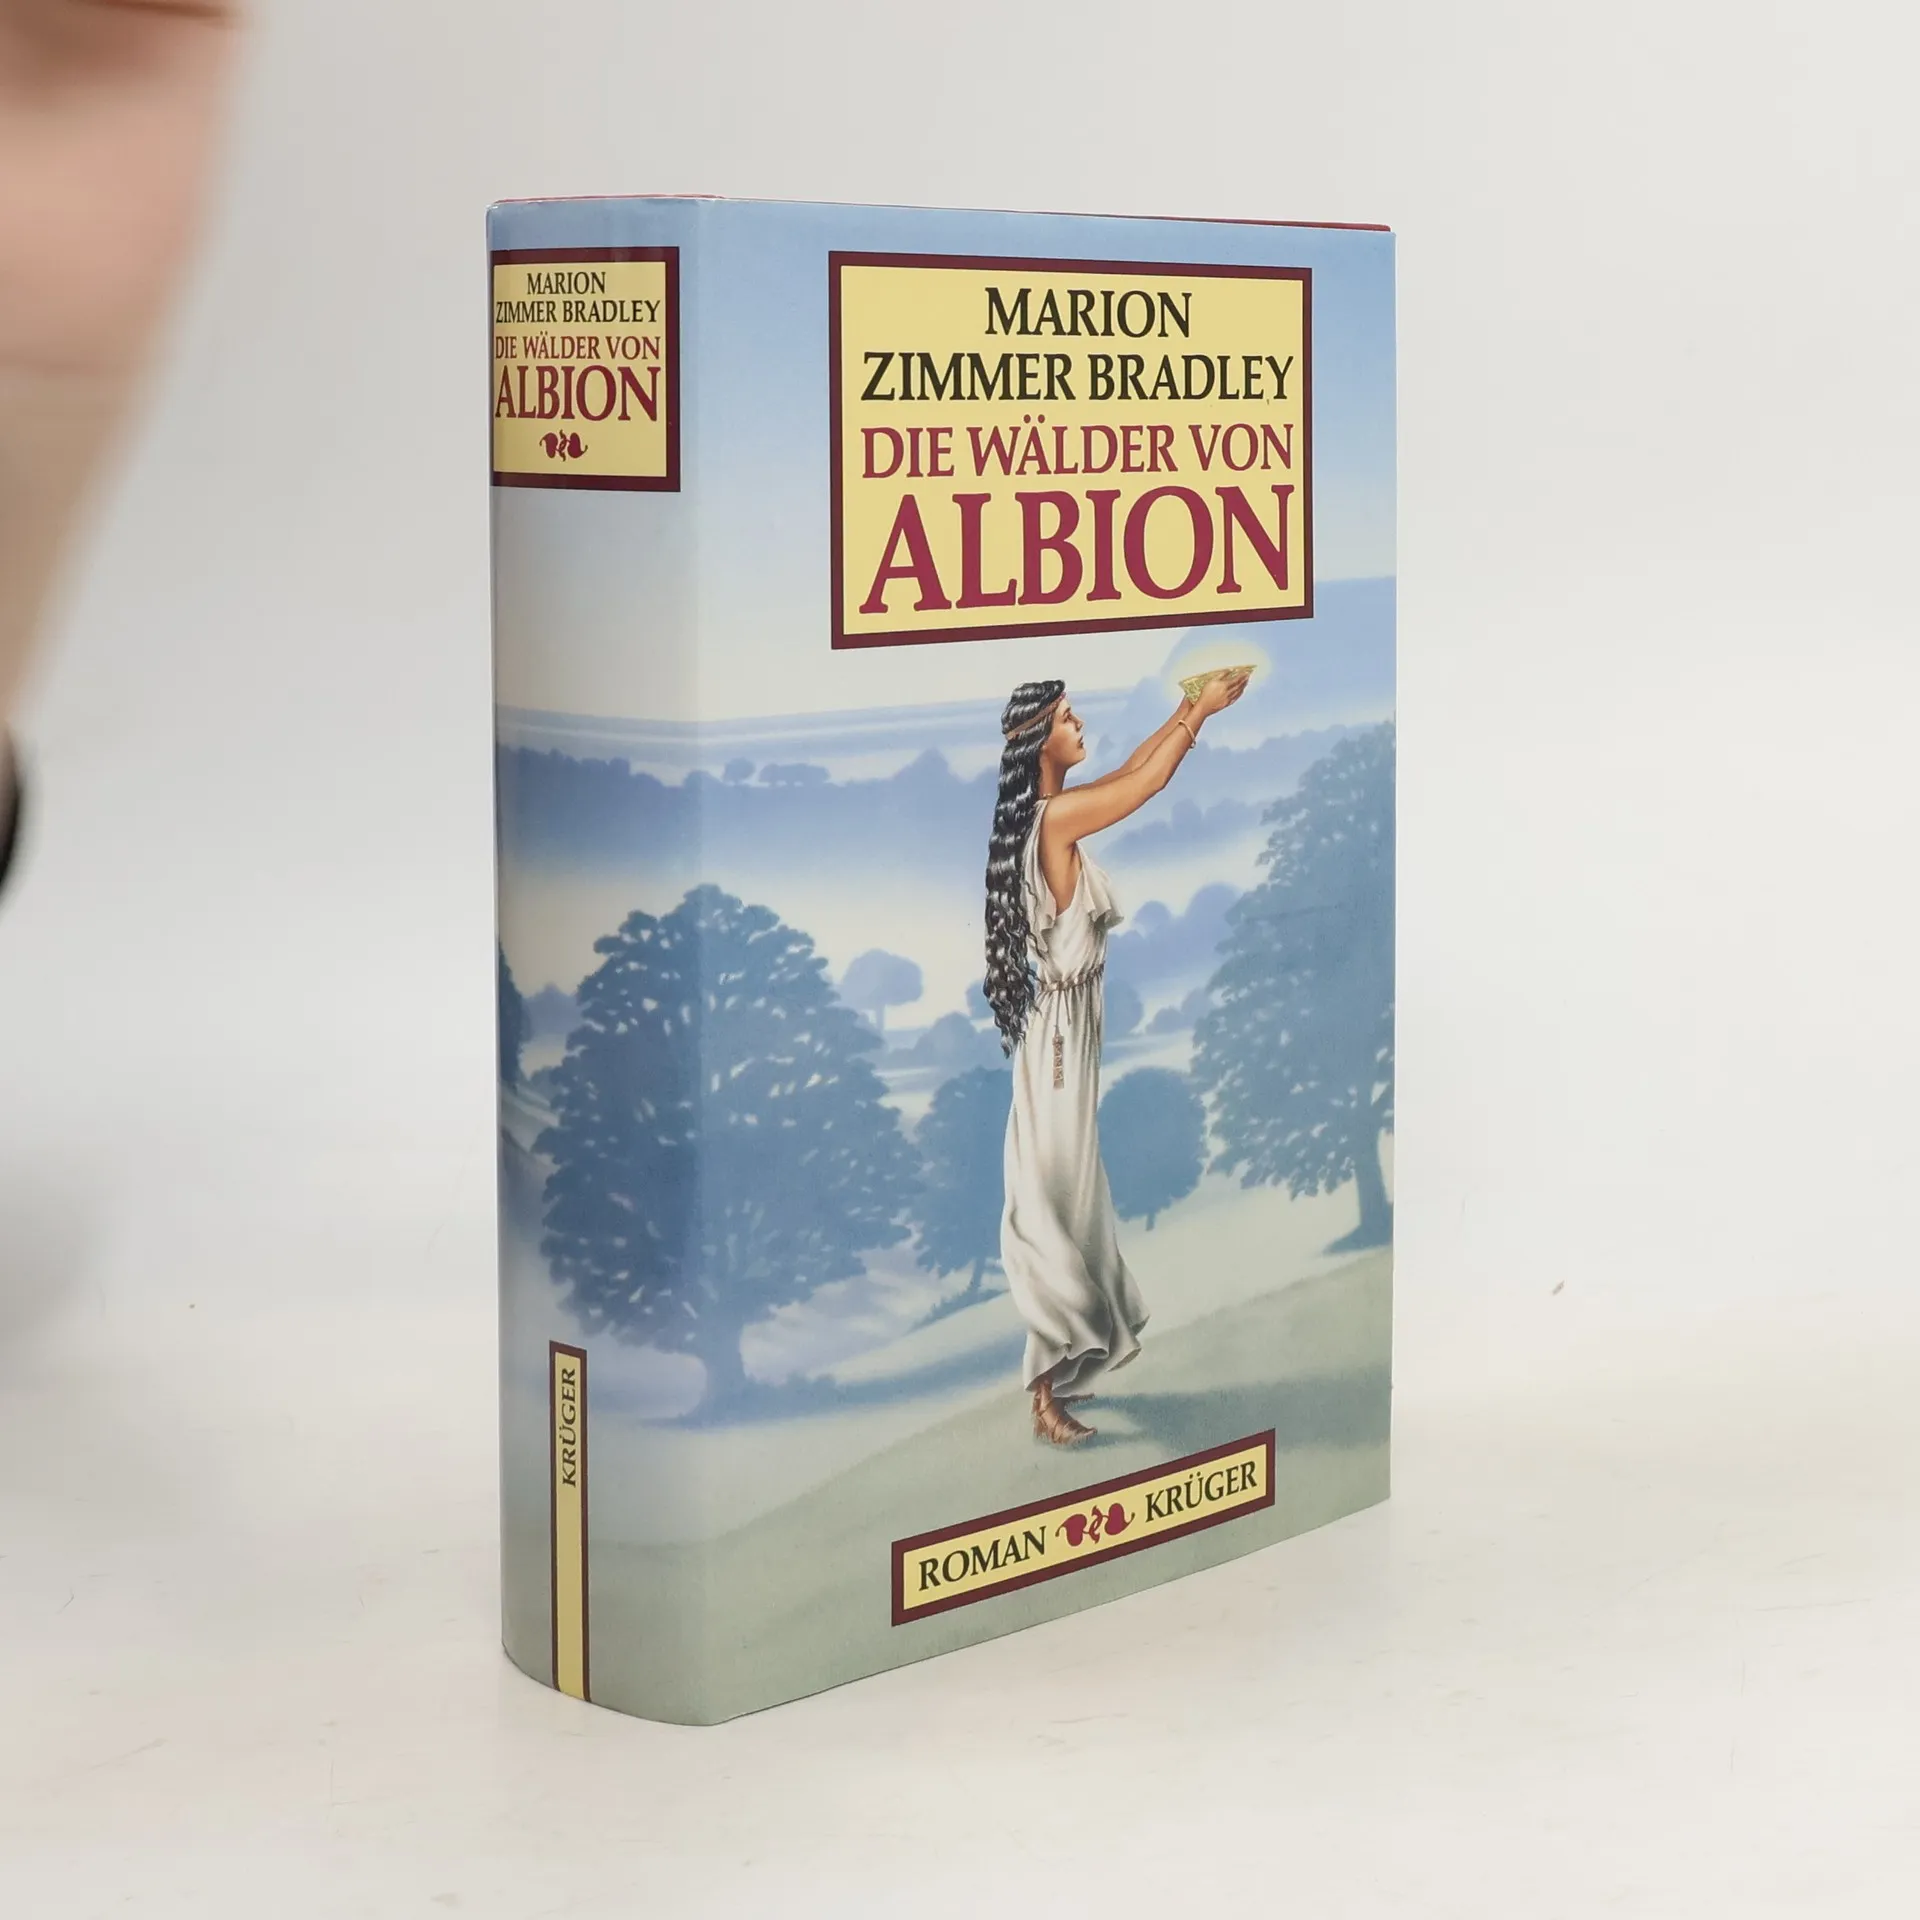 MARION
ZIMMER BRADLEY
DIE WÄLDER VON
ALBION
KRÜGER
MARION
ZIMMER BRADLEY
DIE WÄLDER VON
ALBION
ROMAN KRÜGER